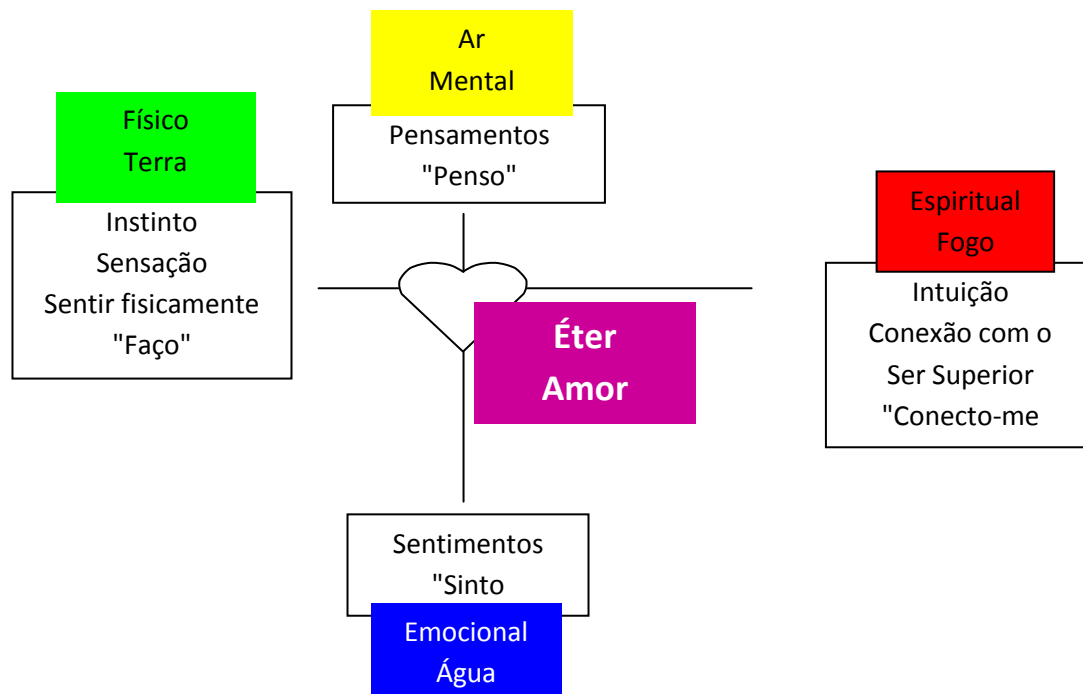 Ar
Mental
Pensamentos
"Penso"
Físico
Terra
Instinto
Sensação
Sentir fisicamente
"Faço"
Éter
Amor
Espiritual
Fogo
Intuição
Conexão com o
Ser Superior
"Conecto-me
Sentimentos
"Sinto
Emocional
Água